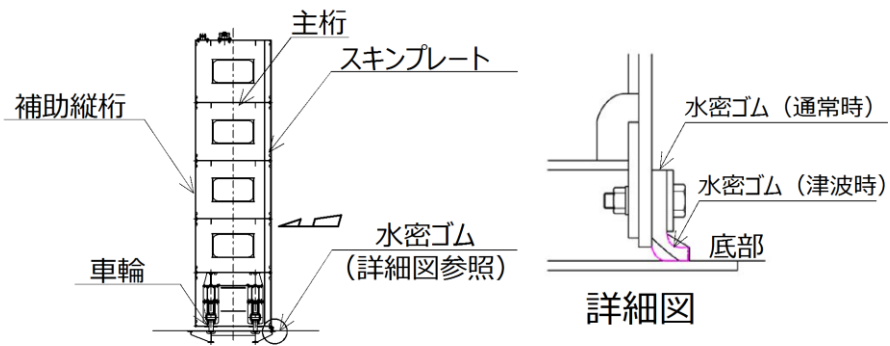 主桁
スキンプレート
補助縦桁
水密ゴム
（詳細図参照）
車輪
水密ゴム（通常時）
水密ゴム（津波時）
底部
詳細図